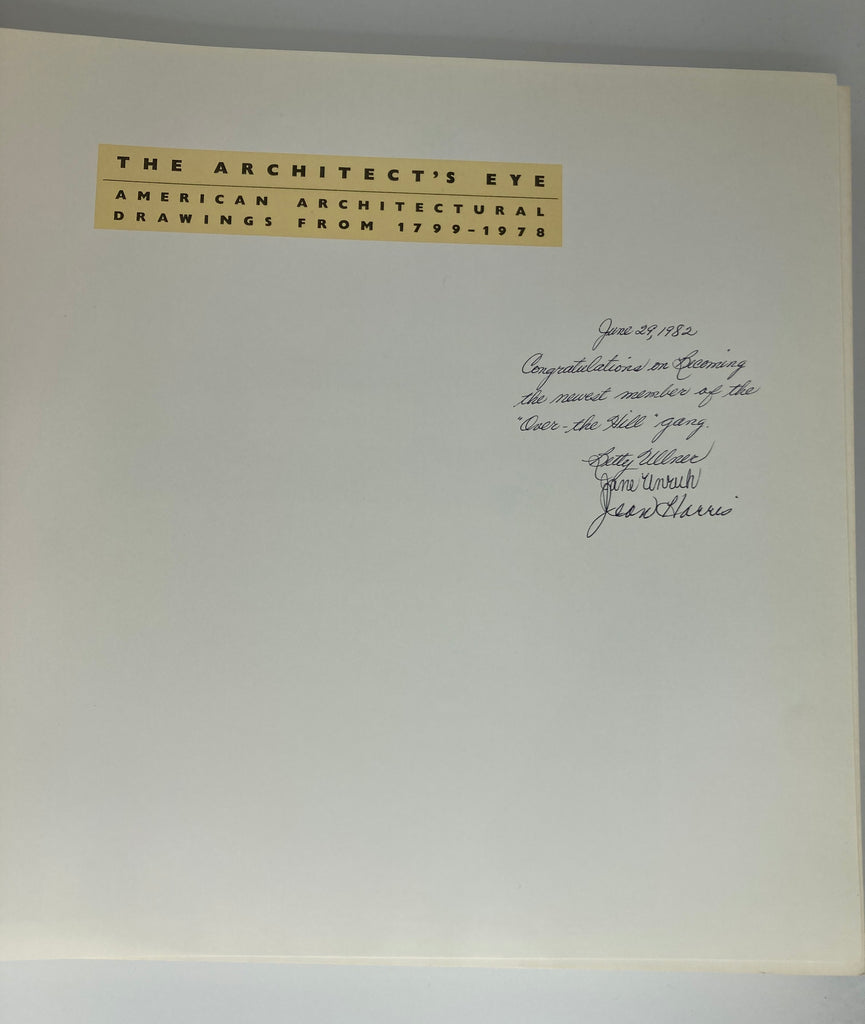 THE ARCHITECT'S EYE
AMERICAN ARCHITECTURAL
DRAWINGS FROM 1799-1978
June 29, 1982
Congratulations on Becoming
the newest member of the
"Over-the Hill" gang.
Betty Ullner
Jane Unruh
Jean Harris